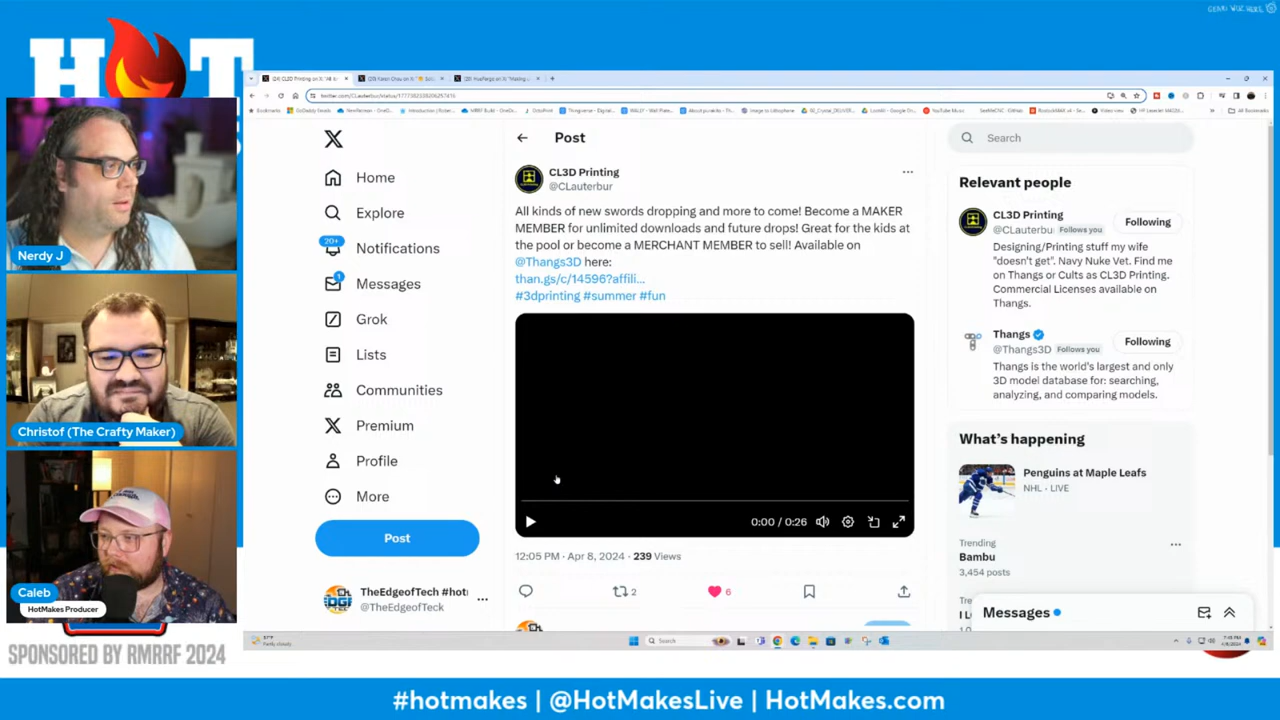 HOT
Nerdy J
Christof (The Crafty Maker)
Caleb
HotMakes Producer
SPONSORED BY RMRRF 2024
Home
Explore
20+
Notifications
1
Messages
Grok
Lists
Communities
Premium
Profile
More
Post
TheEdgeofTech #hot
@TheEdgeofTech
Post
CL3D Printing
@CLauterbur
All kinds of new swords dropping and more to come! Become a MAKER
MEMBER for unlimited downloads and future drops! Great for the kids at
the pool or become a MERCHANT MEMBER to sell! Available on
@Thangs3D here:
than.gs/c/14596?affili...
#3dprinting #summer #fun
0:00 / 0:26
12:05 PM · Apr 8, 2024 · 239 Views
2
6
Search
Relevant people
CL3D Printing
@CLauterbu Follows you
Following
Designing/Printing stuff my wife
"doesn't get". Navy Nuke Vet. Find me
on Thangs or Cults as CL3D Printing.
Commercial Licenses available on
Thangs.
Thangs
@Thangs3D Follows you
Following
Thangs is the world's largest and only
3D model database for: searching,
analyzing, and comparing models.
What's happening
Penguins at Maple Leafs
NHL · LIVE
Trending
Bambu
3,454 posts
Messages
Search
#hotmakes | @HotMakesLive | HotMakes.com